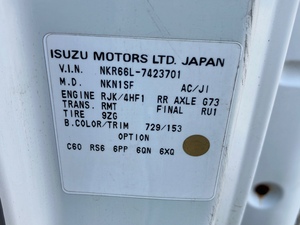 ISUZU MOTORS LTD. JAPAN
V.I.N. NKR66L-7423701
M.D. NKN1SF AC/JI
ENGINE RJK/4HF1 RR AXLE G73
TRANS. RMT FINAL RU1
TIRE 9ZG
B.COLOR/TRIM 729/153
OPTION
C60 RS6 6PP 6QN 6XQ